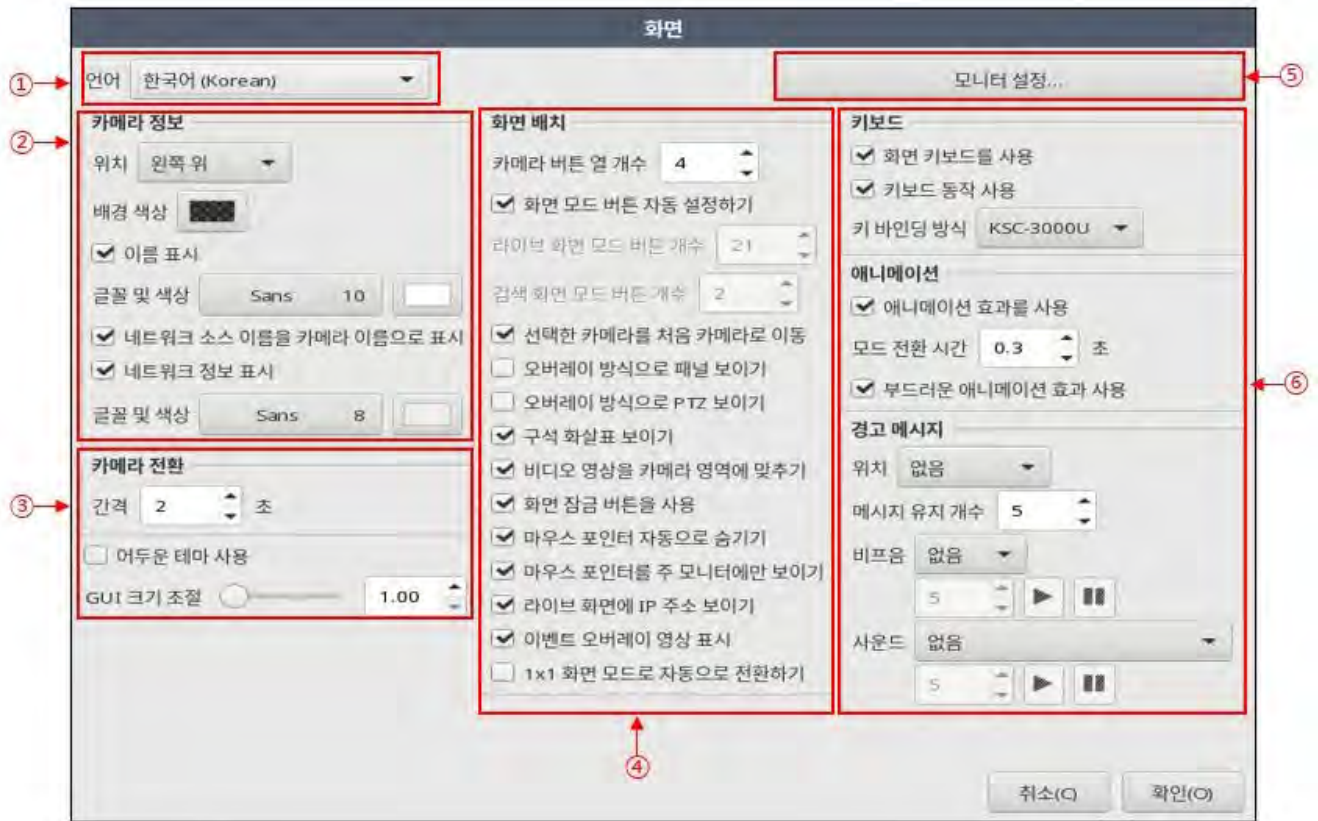 화면
① 언어 한국어 (Korean)
모니터 설정... ⑤
② 카메라 정보
위치 왼쪽 위
배경 색상
이름 표시
글꼴 및 색상 Sans 10
네트워크 소스 이름을 카메라 이름으로 표시
네트워크 정보 표시
글꼴 및 색상 Sans 8
③ 카메라 전환
간격 2 초
어두운 테마 사용
GUI 크기 조절 1.00
화면 배치
카메라 버튼 열 개수 4
화면 모드 버튼 자동 설정하기
라이브 화면 모드 버튼 개수 21
검색 화면 모드 버튼 개수 2
선택한 카메라를 처음 카메라로 이동
오버레이 방식으로 패널 보이기
오버레이 방식으로 PTZ 보이기
구석 화살표 보이기
비디오 영상을 카메라 영역에 맞추기
화면 잠금 버튼을 사용
마우스 포인터 자동으로 숨기기
마우스 포인터를 주 모니터에만 보이기
라이브 화면에 IP 주소 보이기
이벤트 오버레이 영상 표시
1x1 화면 모드로 자동으로 전환하기
④
키보드
화면 키보드를 사용
키보드 동작 사용
키 바인딩 방식 KSC-3000U
애니메이션
애니메이션 효과를 사용
모드 전환 시간 0.3 초
부드러운 애니메이션 효과 사용
⑥
경고 메시지
위치 없음
메시지 유지 개수 5
비프음 없음
5
사운드 없음
5
취소(C) 확인(O)